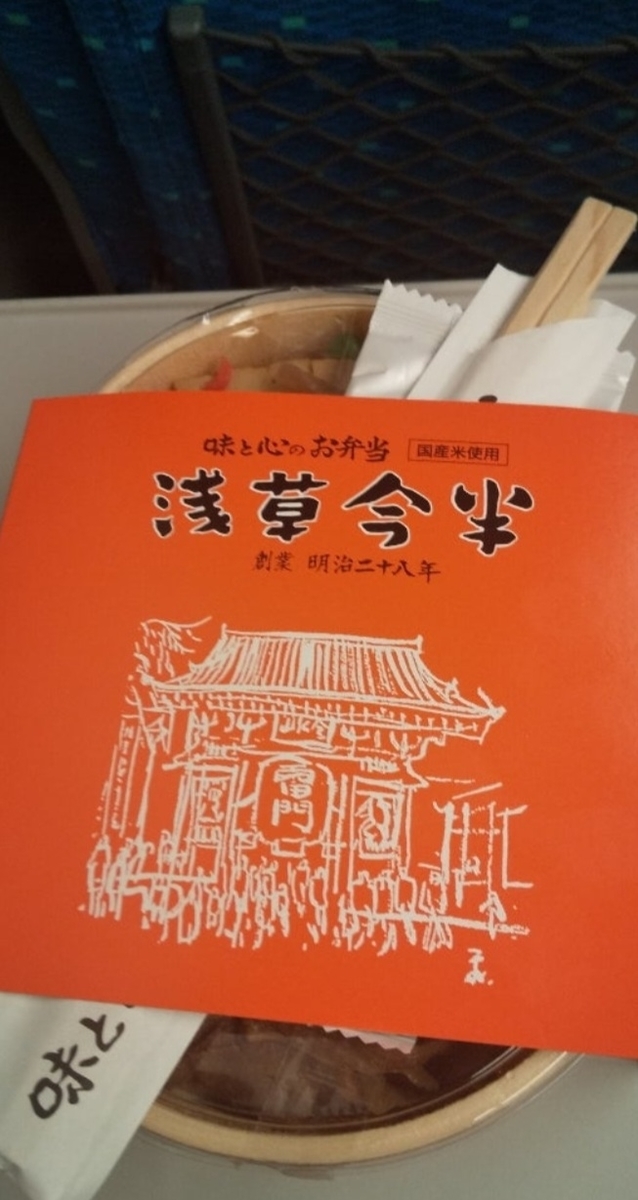 味と心のお弁当 国産米使用
浅草今半
創業 明治二十八年
雷門
味と